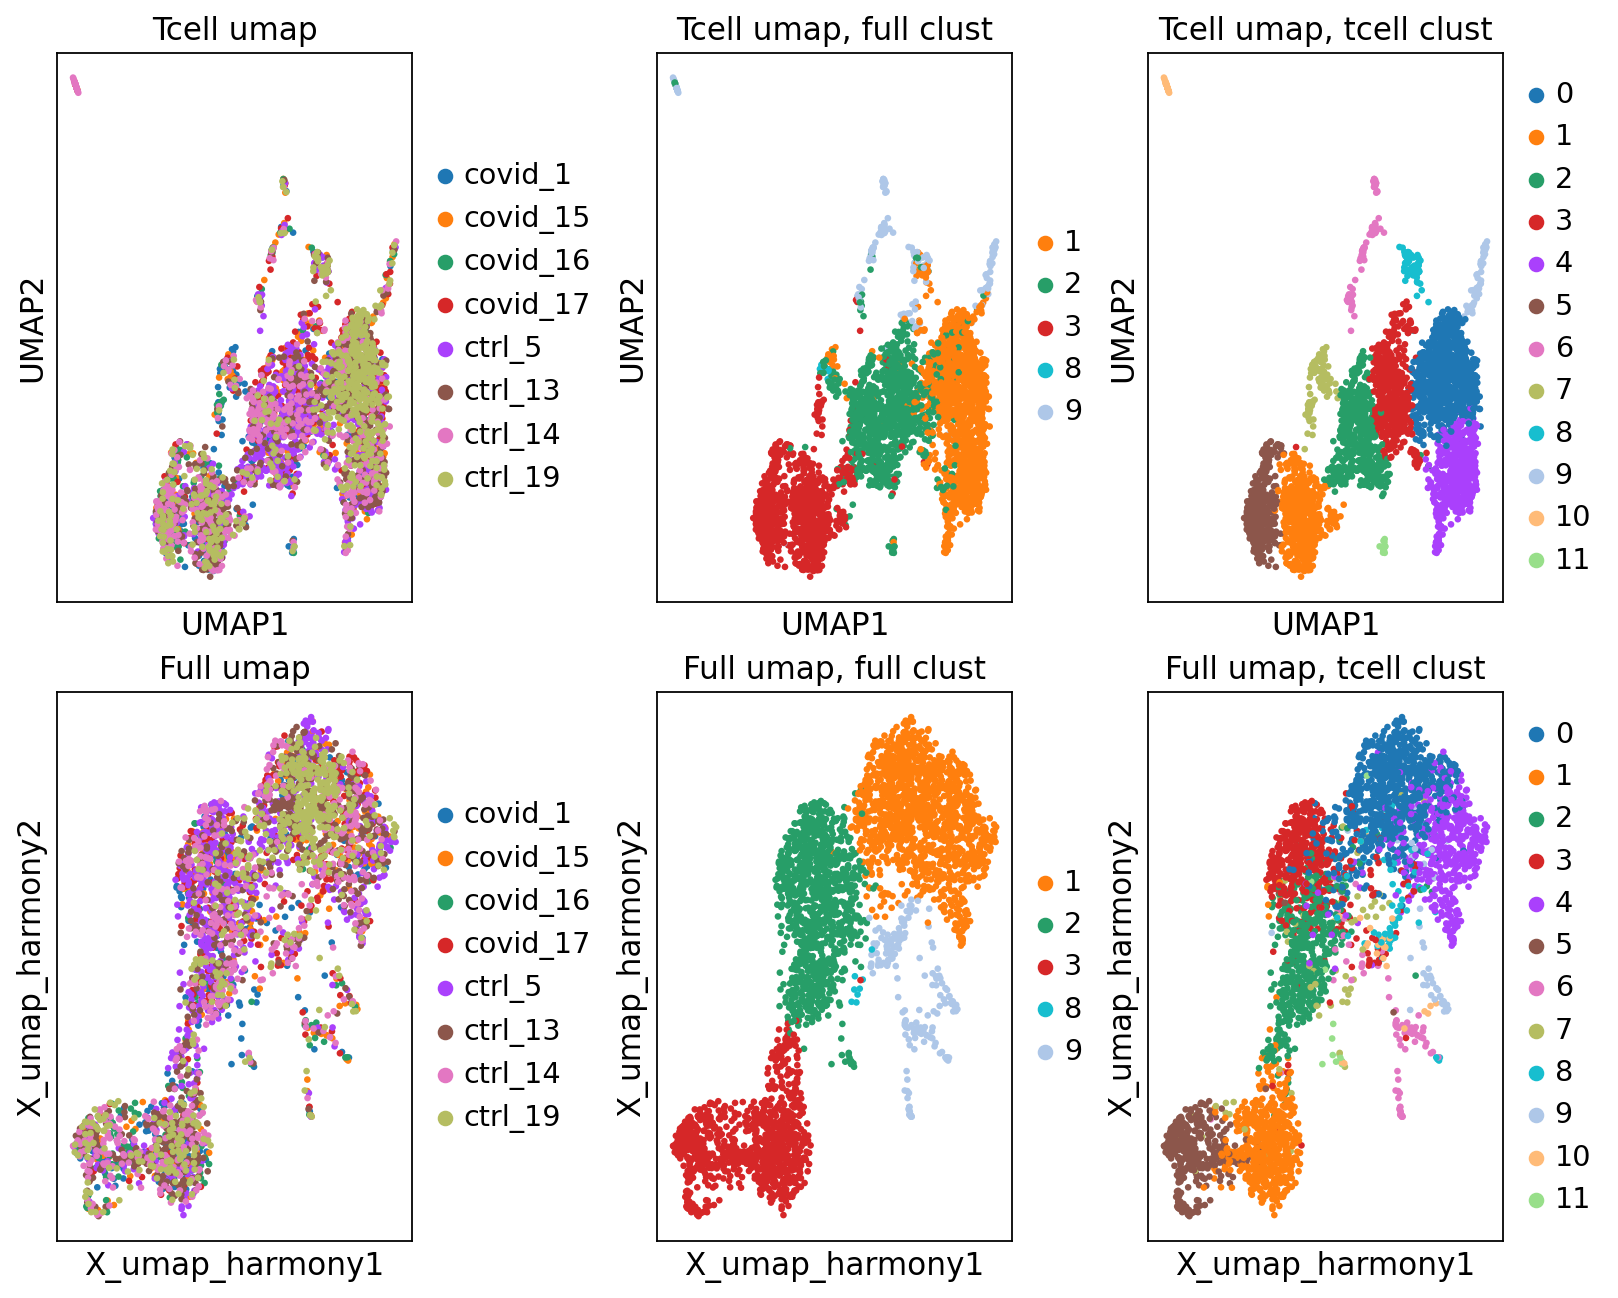 Tcell umap
UMAP2
UMAP1
covid_1
covid_15
covid_16
covid_17
ctrl_5
ctrl_13
ctrl_14
ctrl_19
Tcell umap, full clust
UMAP2
UMAP1
1
2
3
8
9
Tcell umap, tcell clust
UMAP2
UMAP1
0
1
2
3
4
5
6
7
8
9
10
11
Full umap
X_umap_harmony2
X_umap_harmony1
covid_1
covid_15
covid_16
covid_17
ctrl_5
ctrl_13
ctrl_14
ctrl_19
Full umap, full clust
X_umap_harmony2
X_umap_harmony1
1
2
3
8
9
Full umap, tcell clust
X_umap_harmony2
X_umap_harmony1
0
1
2
3
4
5
6
7
8
9
10
11